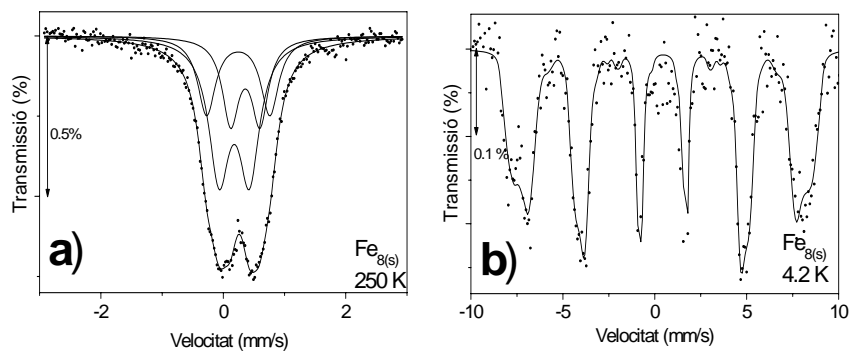 Transmissió (%)
0.5%
a)
Fe8(s)
250 K
-2 0 2
Velocitat (mm/s)
Transmissió (%)
0.1 %
b)
Fe8(s)
4.2 K
-10 -5 0 5 10
Velocitat (mm/s)